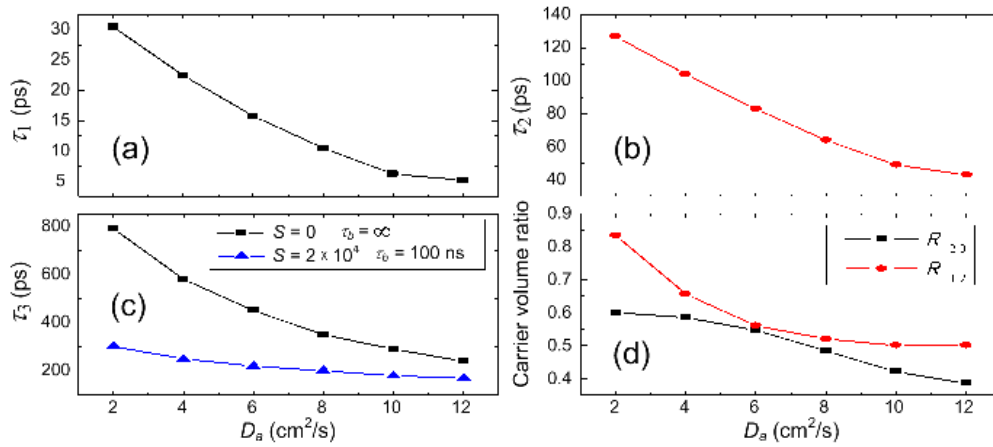 30
25
20
15
10
5
τ1 (ps)
(a)
140
120
100
80
60
40
τ2 (ps)
(b)
800
600
400
200
τ3 (ps)
S = 0 τb = ∞
S = 2 × 10⁴ τb = 100 ns
(c)
2 4 6 8 10 12
Da (cm²/s)
0.9
0.8
0.7
0.6
0.5
0.4
Carrier volume ratio
R
R
(d)
2 4 6 8 10 12
Da (cm²/s)